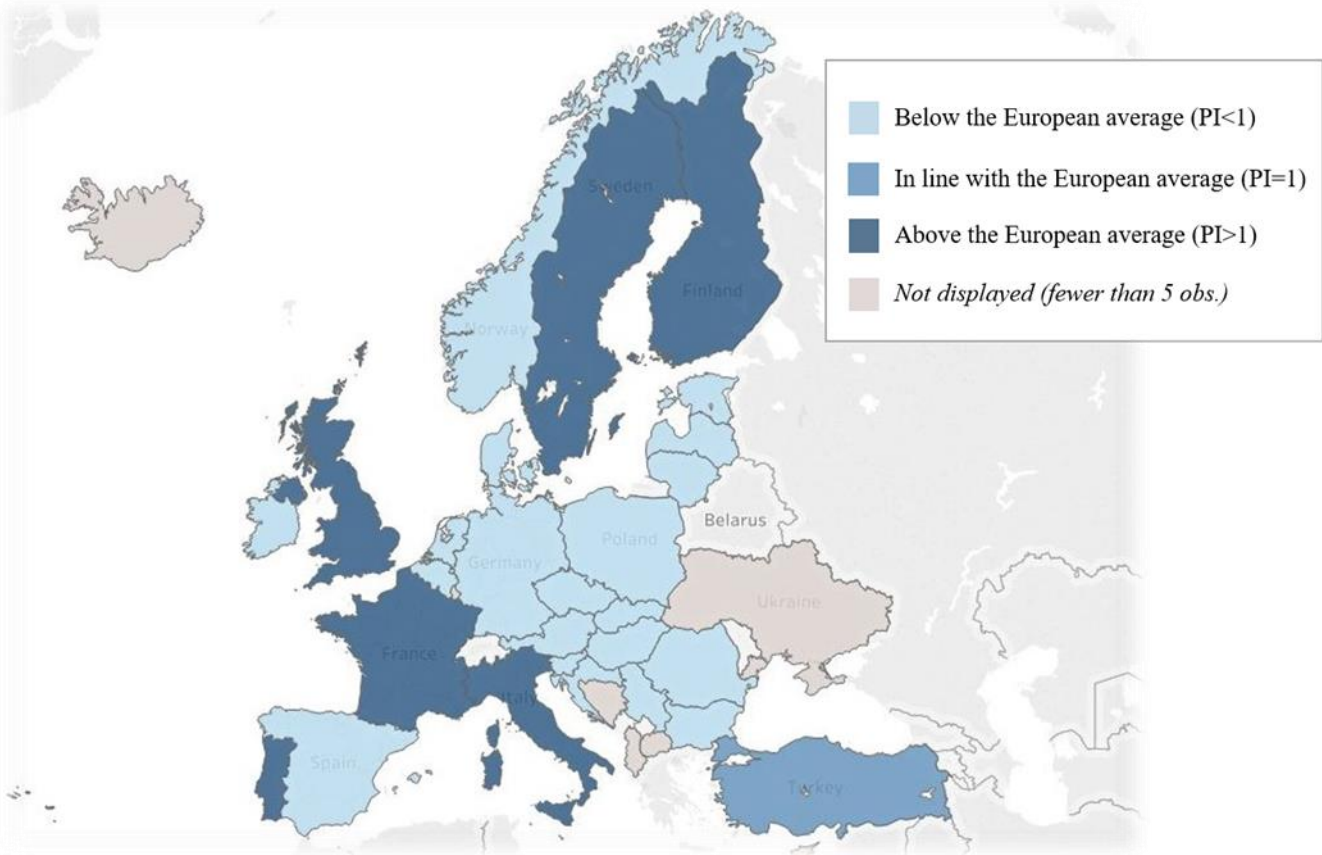 Below the European average (PI<1)
In line with the European average (PI=1)
Above the European average (PI>1)
Not displayed (fewer than 5 obs.)
Sweden
Finland
Norway
Belarus
Poland
Germany
Ukraine
France
Italy
Spain
Turkey